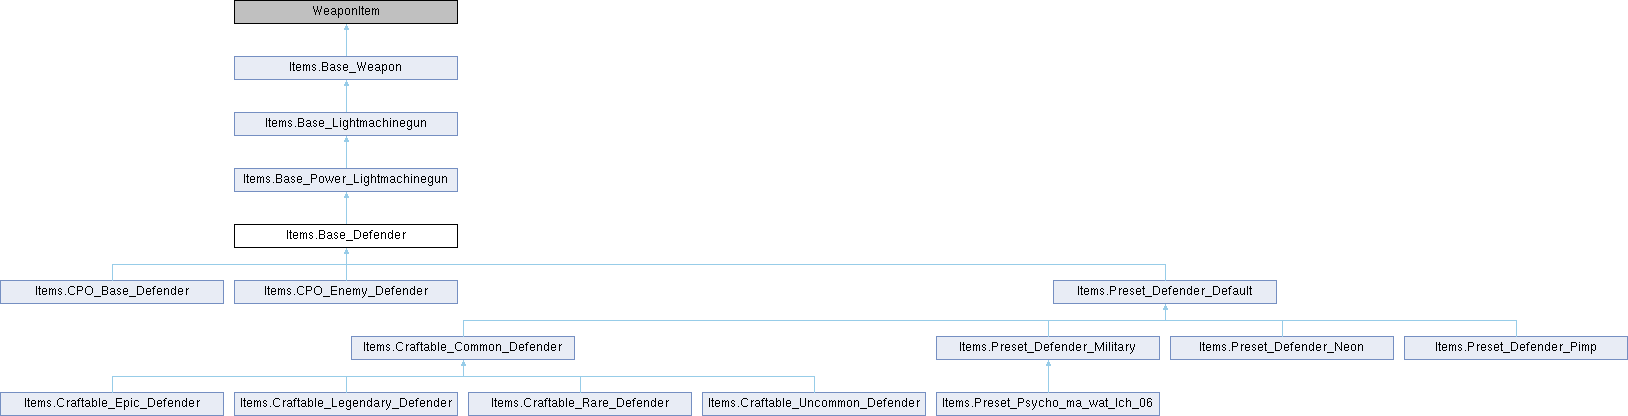 WeaponItem
Items.Base_Weapon
Items.Base_Lightmachinegun
Items.Base_Power_Lightmachinegun
Items.Base_Defender
Items.CPO_Base_Defender
Items.CPO_Enemy_Defender
Items.Preset_Defender_Default
Items.Craftable_Common_Defender
Items.Preset_Defender_Military
Items.Preset_Defender_Neon
Items.Preset_Defender_Pimp
Items.Craftable_Epic_Defender
Items.Craftable_Legendary_Defender
Items.Craftable_Rare_Defender
Items.Craftable_Uncommon_Defender
Items.Preset_Psycho_ma_wat_lch_06